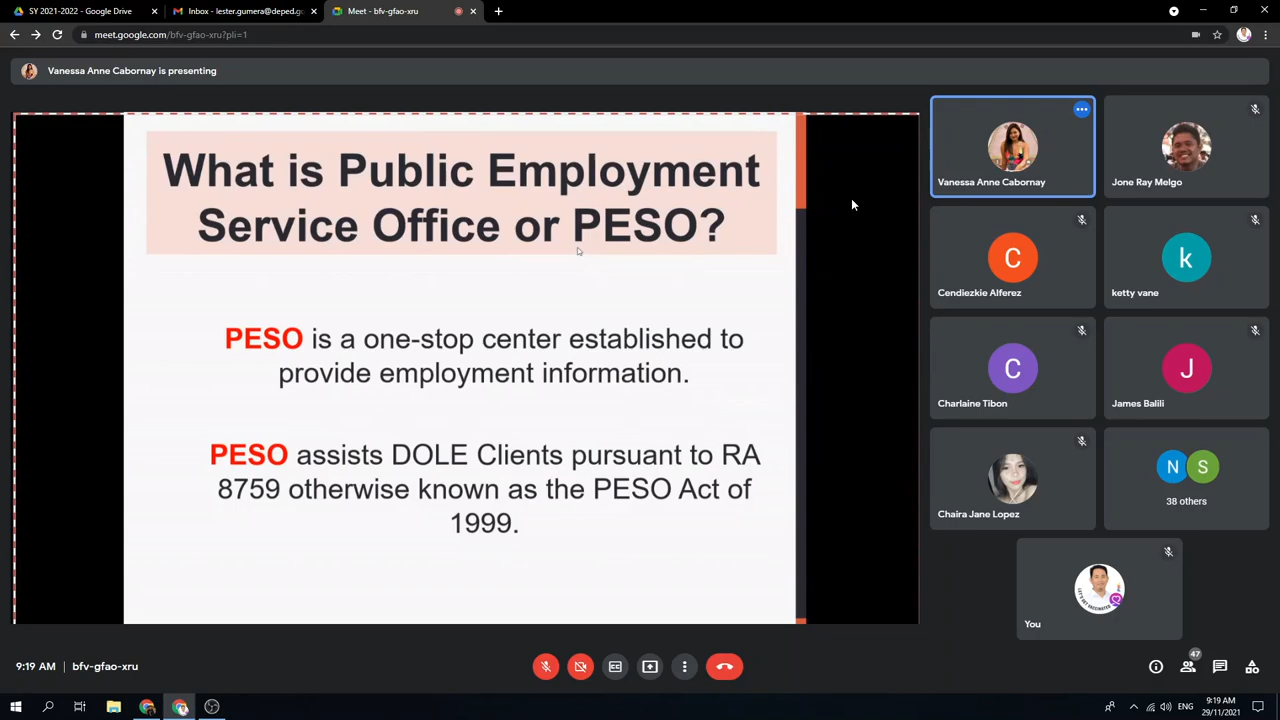 SY 2021-2022 - Google Drive
Inbox - lester.gumera@deped.go
Meet - bfv-gfao-xru
meet.google.com/bfv-gfao-xru?pli=1
Vanessa Anne Cabornay is presenting
What is Public Employment
Service Office or PESO?
PESO is a one-stop center established to
provide employment information.
PESO assists DOLE Clients pursuant to RA
8759 otherwise known as the PESO Act of
1999.
Vanessa Anne Cabornay
Jone Ray Melgo
C
Cendiezkie Alferez
k
ketty vane
C
Charlaine Tibon
J
James Balili
Chaira Jane Lopez
N S
38 others
LET'S GET VACCINATED
You
9:19 AM | bfv-gfao-xru
47
ENG
9:19 AM
29/11/2021